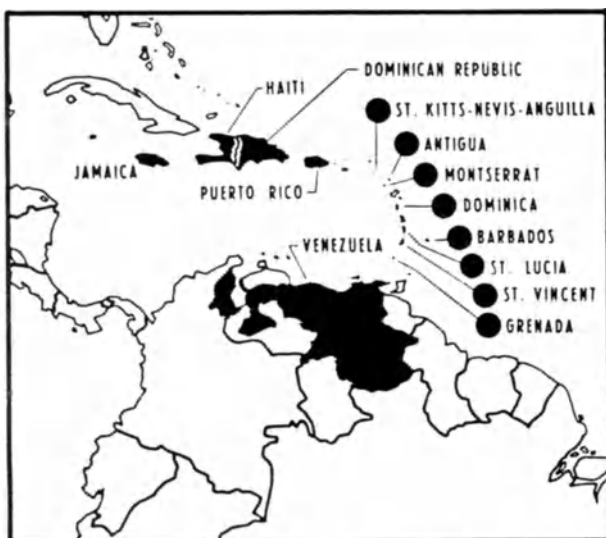 DOMINICAN REPUBLIC
HAITI
ST. KITTS-NEVIS-ANGUILLA
ANTIGUA
JAMAICA
MONTSERRAT
PUERTO RICO
DOMINICA
BARBADOS
VENEZUELA
ST. LUCIA
ST. VINCENT
GRENADA